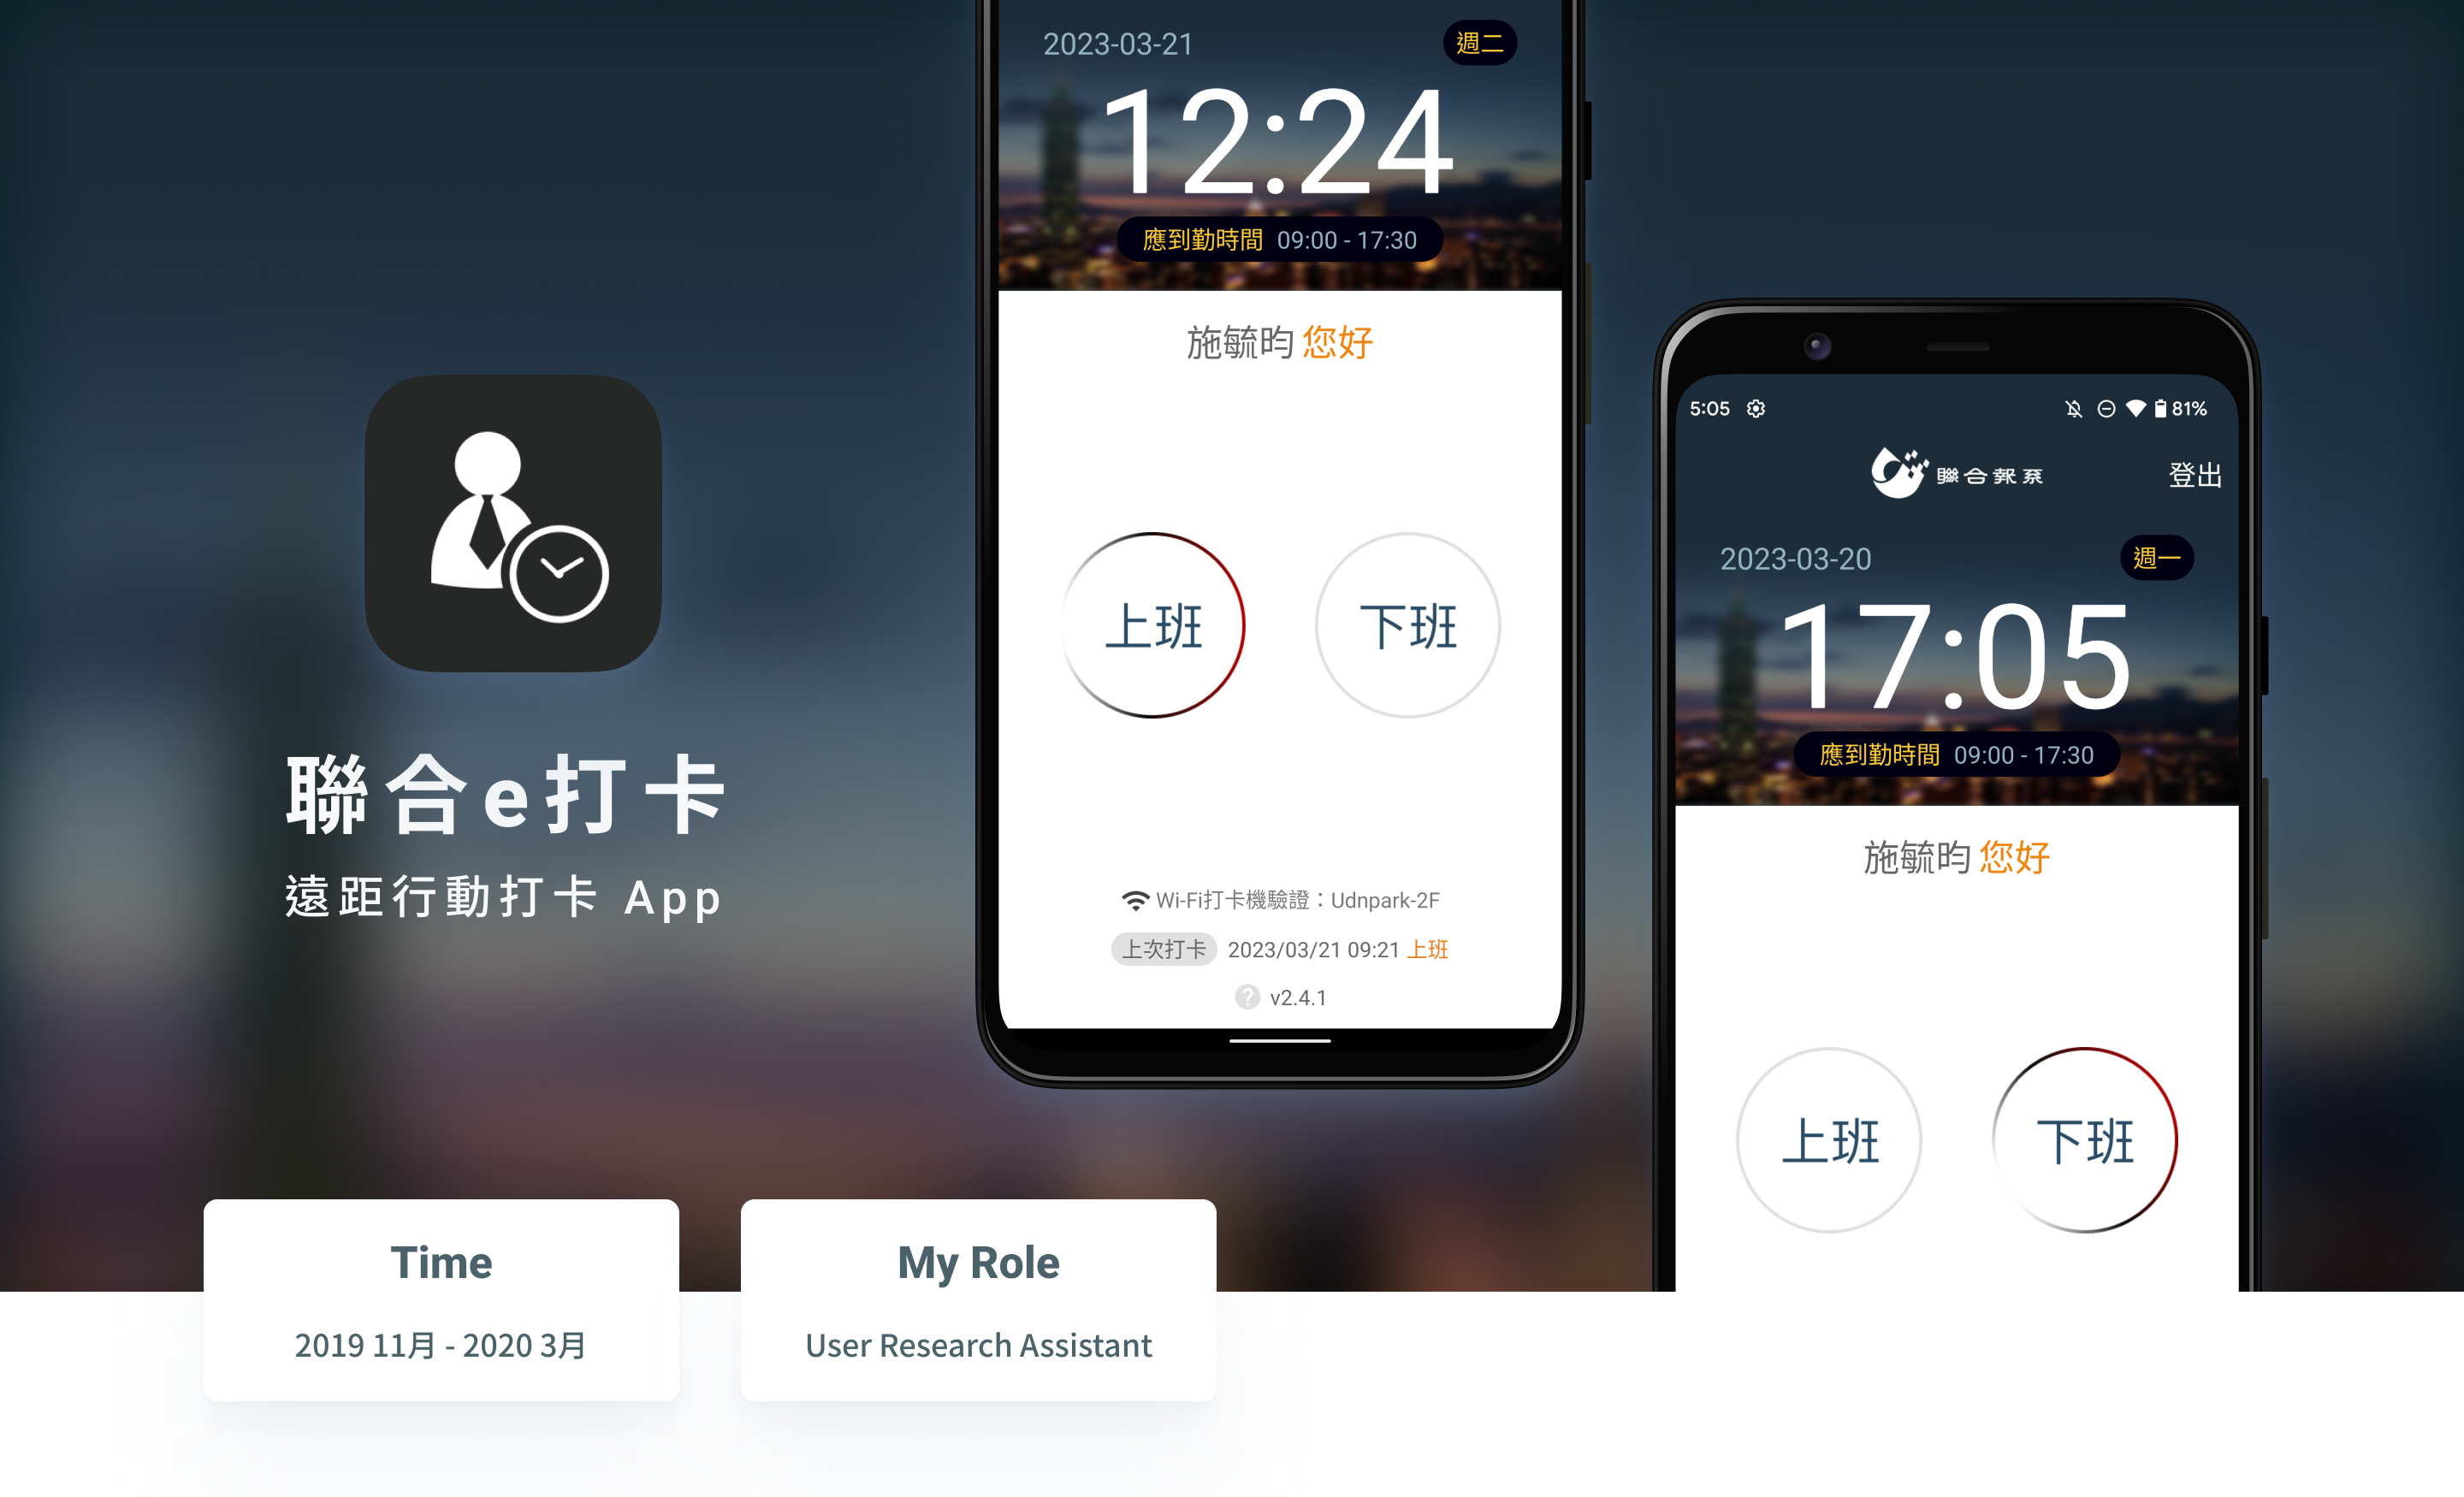 聯合e打卡
遠距行動打卡 App
2023-03-21
週二
12:24
應到勤時間 09:00 - 17:30
施毓昀 您好
上班
下班
Wi-Fi打卡機驗證：Udnpark-2F
上次打卡 2023/03/21 09:21 上班
? v2.4.1
5:05
81%
聯合報系
登出
2023-03-20
週一
17:05
應到勤時間 09:00 - 17:30
施毓昀 您好
上班
下班
Time
2019 11月 - 2020 3月
My Role
User Research Assistant